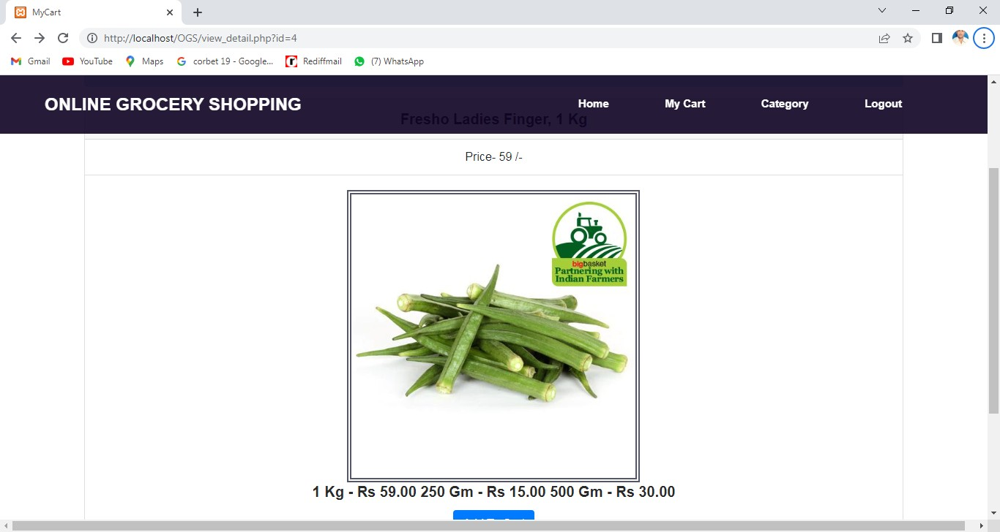 MyCart
http://localhost/OGS/view_detail.php?id=4
Gmail YouTube Maps corbet 19 - Google... Rediffmail (7) WhatsApp
ONLINE GROCERY SHOPPING Home My Cart Category Logout
Fresho Ladies Finger, 1 Kg
Price- 59 /-
bigbasket
Partnering with
Indian Farmers
1 Kg - Rs 59.00 250 Gm - Rs 15.00 500 Gm - Rs 30.00